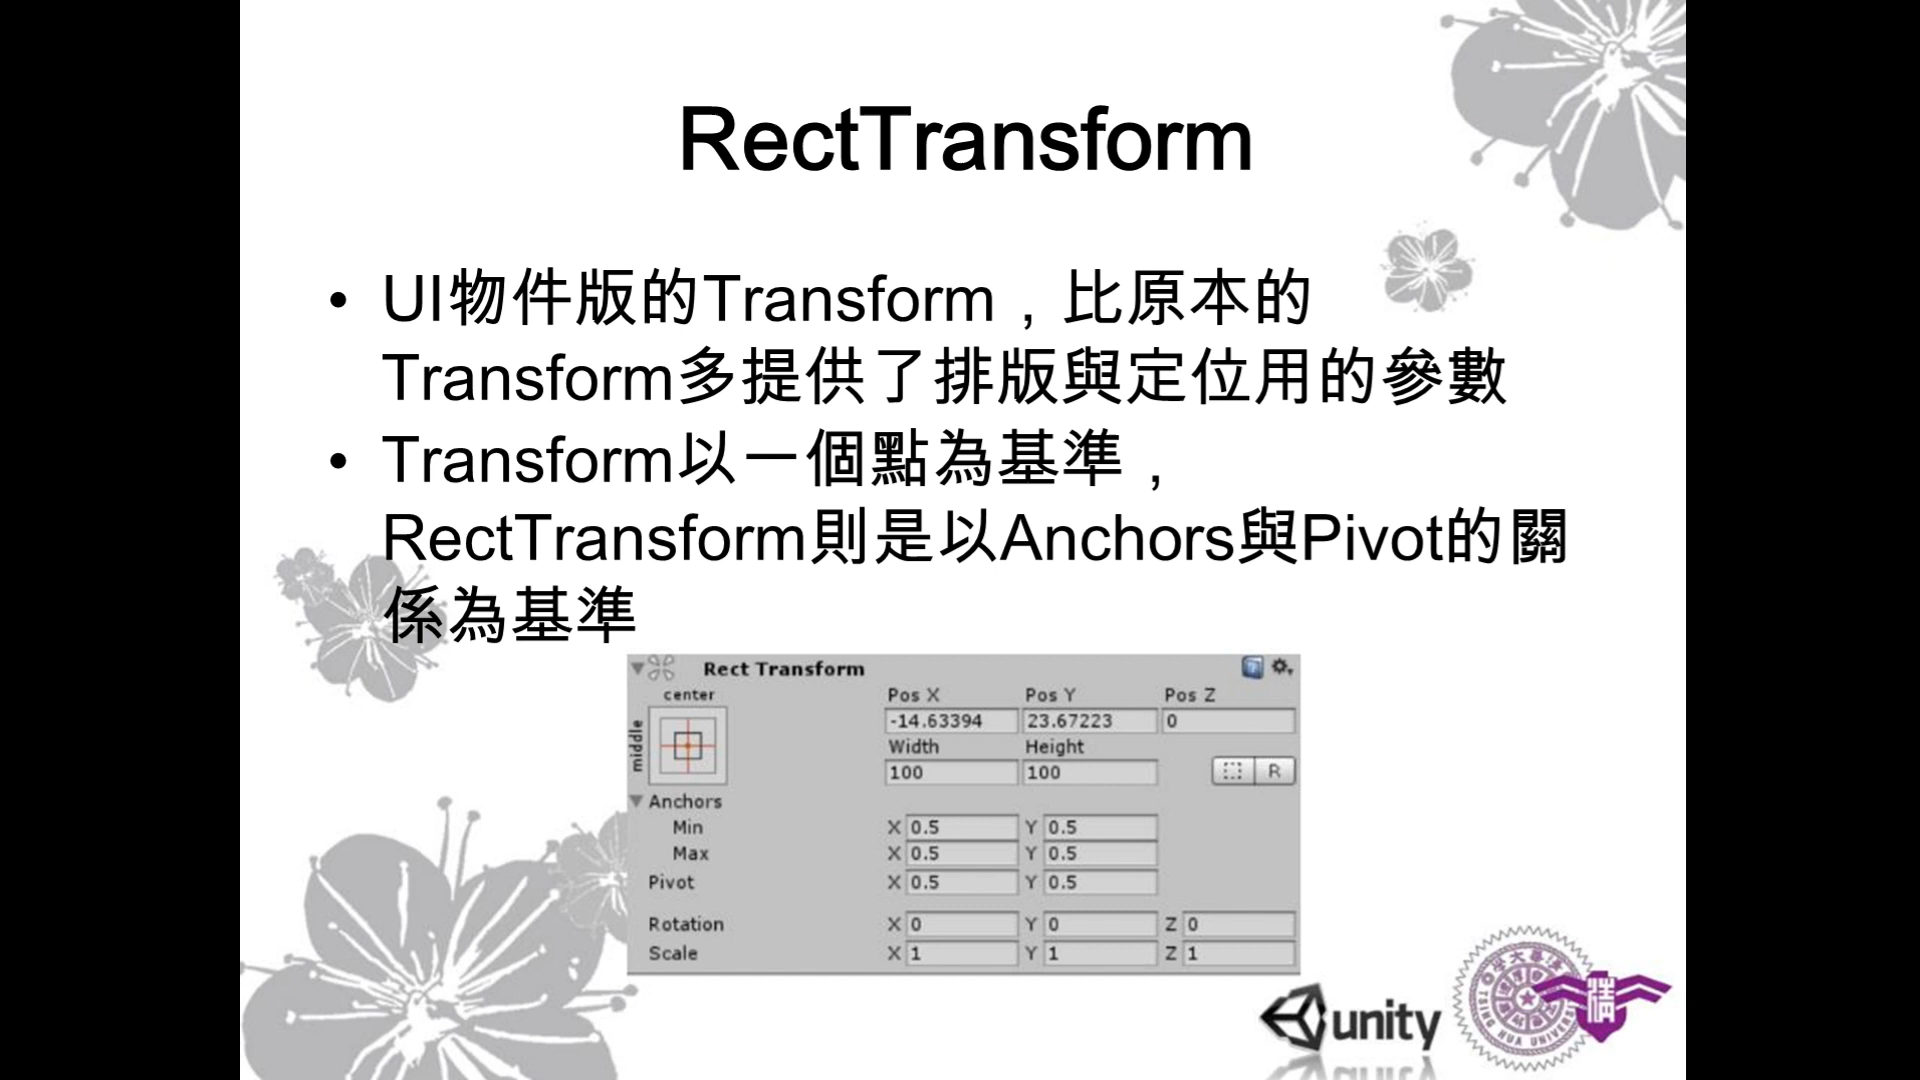 RectTransform
• UI物件版的Transform，比原本的
Transform多提供了排版與定位用的參數
• Transform以一個點為基準，
RectTransform則是以Anchors與Pivot的關
係為基準
Rect Transform
center
middle
Pos X Pos Y Pos Z
-14.63394 23.67223 0
Width Height
100 100
R
Anchors
Min X 0.5 Y 0.5
Max X 0.5 Y 0.5
Pivot X 0.5 Y 0.5
Rotation X 0 Y 0 Z 0
Scale X 1 Y 1 Z 1
unity
清